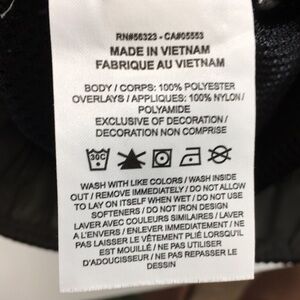 RN#56323 - CA#05553
MADE IN VIETNAM
FABRIQUE AU VIETNAM
BODY / CORPS: 100% POLYESTER
OVERLAYS / APPLIQUES: 100% NYLON /
POLYAMIDE
EXCLUSIVE OF DECORATION /
DECORATION NON COMPRISE
30C
WASH WITH LIKE COLORS / WASH INSIDE
OUT / REMOVE IMMEDIATELY / DO NOT ALLOW
TO LAY ON ITSELF WHEN WET / DO NOT USE
SOFTENERS / DO NOT IRON DESIGN
LAVER AVEC COULEURS SIMILAIRES / LAVER
A L'ENVERS / ENLEVER IMMEDIATEMENT / NE
PAS LAISSER LE VÊTEMENT PLIÉ LORSQU'IL
EST MOUILLÉ / NE PAS UTILISER
D'ADOUCISSEUR / NE PAS REPASSER LE
DESSIN